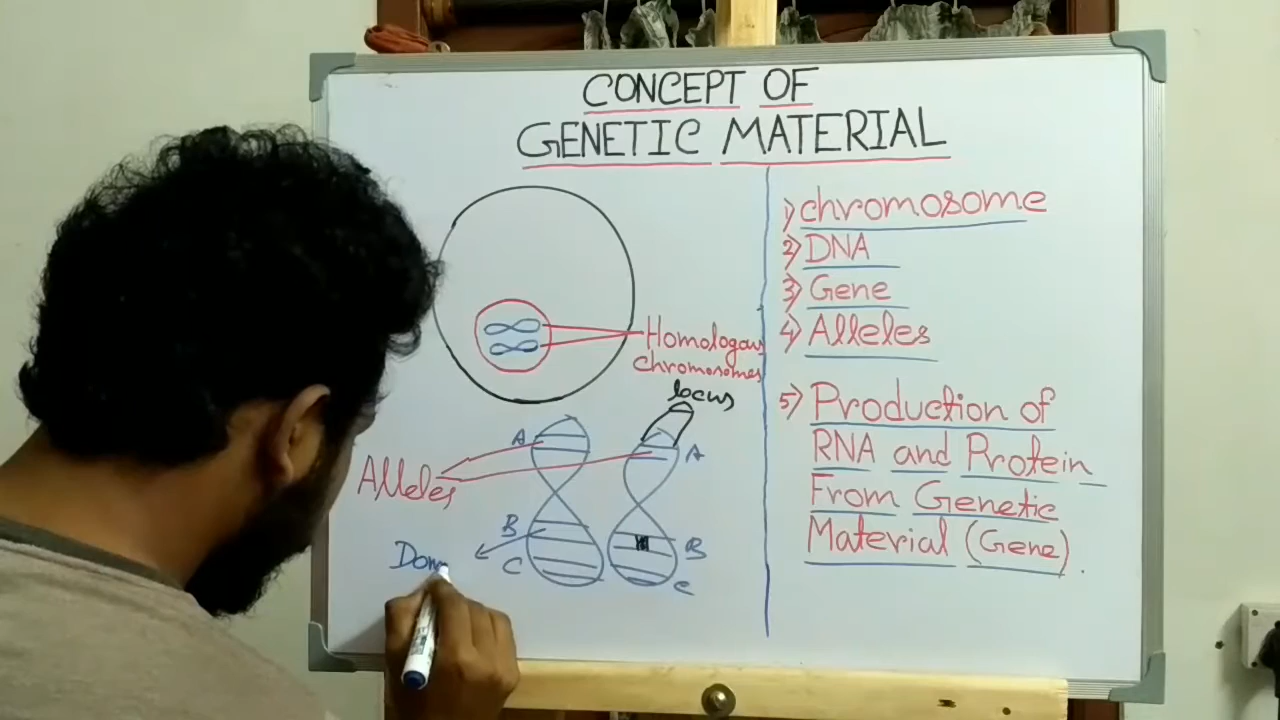 CONCEPT OF
GENETIC MATERIAL
Homologous
chromosomes
locus
A
A
Alleles
B
B
C
C
Dom
1) chromosome
2) DNA
3) Gene
4) Alleles
5) Production of
RNA and Protein
From Genetic
Material (Gene).